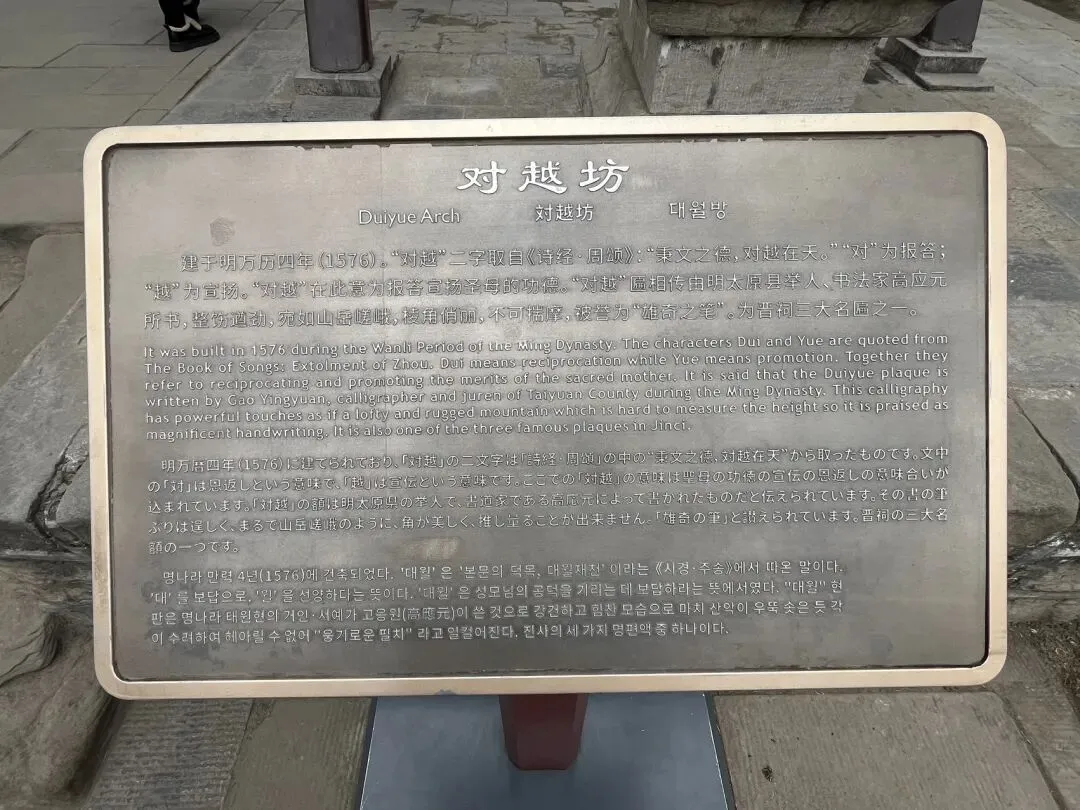 对越坊
Duiyue Arch 対越坊 대월방
建于明万历四年(1576)。“对越”二字取自《诗经·周颂》:“秉文之德,对越在天。”“对”为报答;
“越”为宣扬。“对越”在此意为报答宣扬圣母的功德。“对越”匾相传由明太原县举人、书法家高应元
所书,整饬遒劲,宛如山岳嵯峨,棱角俏丽,不可揣摩,被誉为“雄奇之笔”。为晋祠三大名匾之一。
It was built in 1576 during the Wanli Period of the Ming Dynasty. The characters Dui and Yue are quoted from
The Book of Songs: Extolment of Zhou. Dui means reciprocation while Yue means promotion. Together they
refer to reciprocating and promoting the merits of the sacred mother. It is said that the Duiyue plaque is
written by Gao Yingyuan, calligrapher and juren of Taiyuan County during the Ming Dynasty. This calligraphy
has powerful touches as if a lofty and rugged mountain which is hard to measure the height so it is praised as
magnificent handwriting. It is also one of the three famous plaques in Jinci.
明万暦四年(1576)に建てられており、「対越」の二文字は「詩経・周頌」の中の“秉文之徳,対越在天”から取ったものです。文中
の「対」は恩返しという意味で、「越」は宣伝という意味です。ここでの「対越」の意味は聖母の功徳の宣伝の恩返しの意味合いが
込まれています。「対越」の額は明太原県の挙人で、書道家である高応元によって書かれたものだと伝えられています。その書の筆
ぶりは逞しく、まるで山岳嵯峨のように、角が美しく、推し量ることが出来ません。「雄奇の筆」と讃えられています。晋祠の三大名
額の一つです。
명나라 만력 4년(1576)에 건축되었다. '대월' 은 '본문의 덕목, 대월재천' 이라는 《시경·주송》에서 따온 말이다.
'대' 를 보답으로, '월' 을 선양하다는 뜻이다. '대월' 은 성모님의 공덕을 기리는 데 보답하라는 뜻에서였다. "대월" 현
판은 명나라 태원현의 거인·서예가 고응원(高應元)이 쓴 것으로 강건하고 힘찬 모습으로 마치 산악이 우뚝 솟은 듯 각
이 수려하여 헤아릴 수 없어 "웅기로운 필치" 라고 일컬어진다. 진사의 세 가지 명편액 중 하나이다.